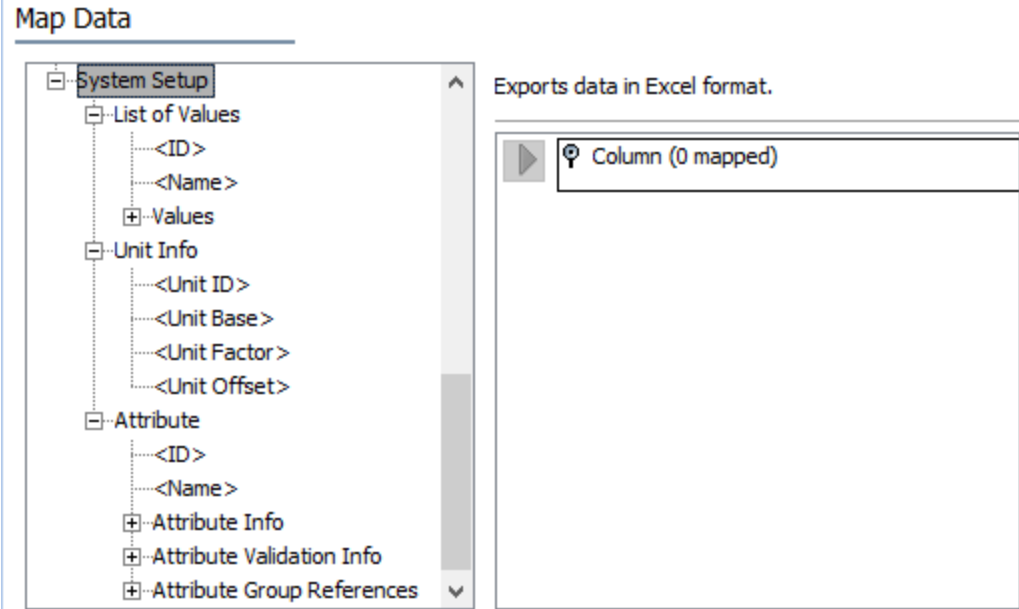 Map Data
System Setup
List of Values
<ID>
<Name>
Values
Unit Info
<Unit ID>
<Unit Base>
<Unit Factor>
<Unit Offset>
Attribute
<ID>
<Name>
Attribute Info
Attribute Validation Info
Attribute Group References
Exports data in Excel format.
Column (0 mapped)